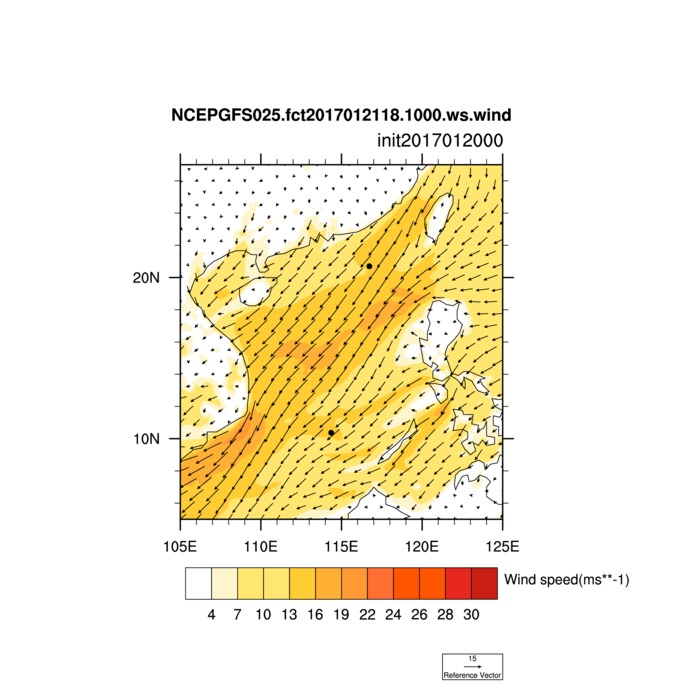 NCEPGFS025.fct2017012118.1000.ws.wind
init2017012000
20N
10N
105E 110E 115E 120E 125E
Wind speed(ms**-1)
4 7 10 13 16 19 22 24 26 28 30
15
Reference Vector